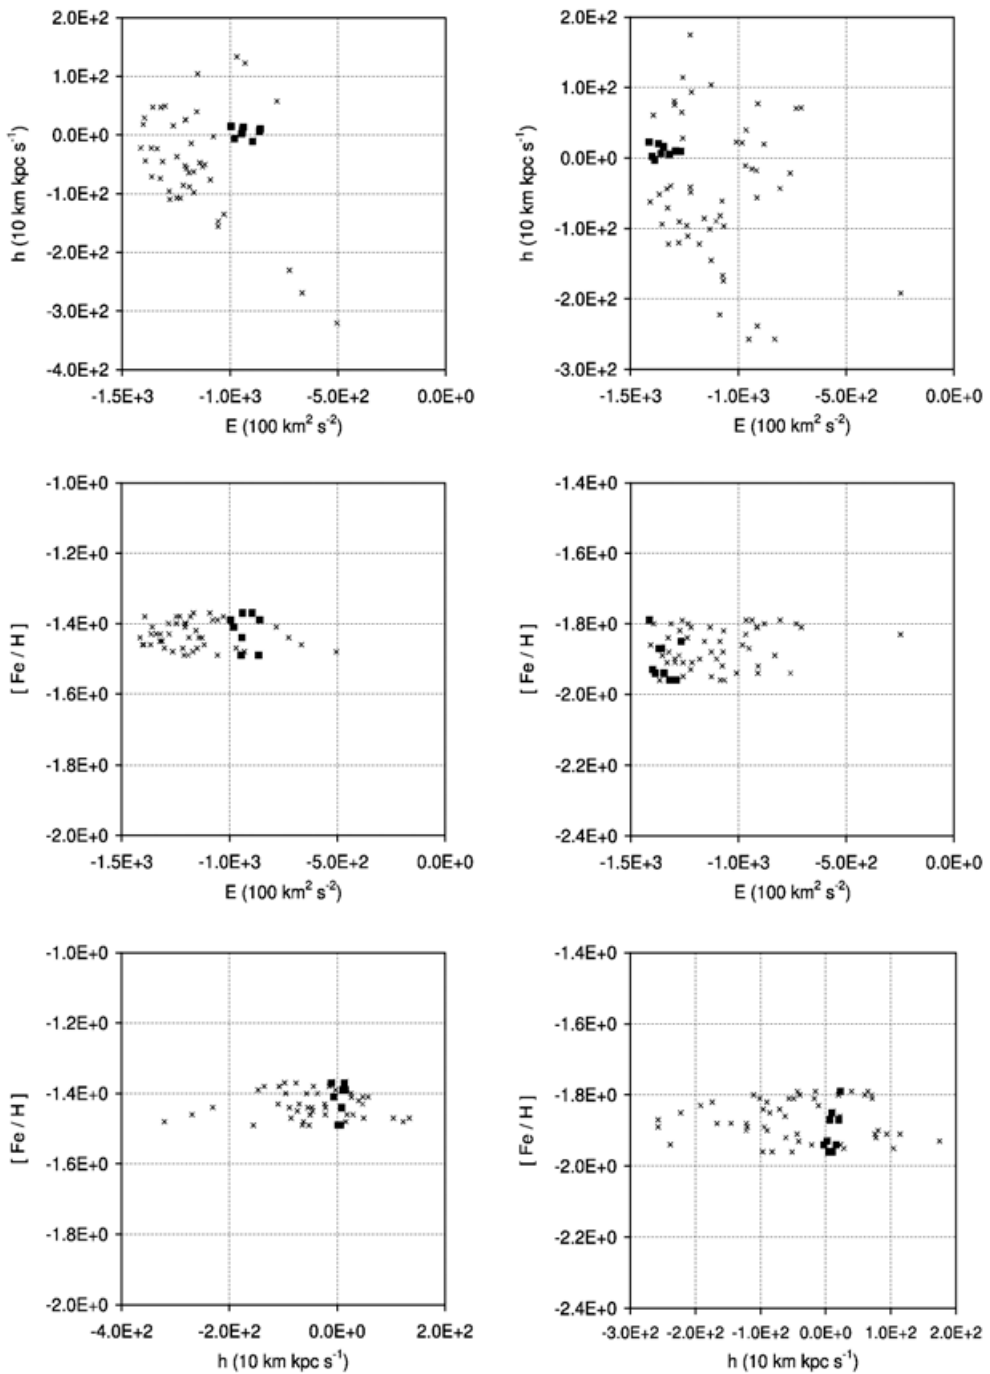 2.0E+2
1.0E+2
0.0E+0
-1.0E+2
-2.0E+2
-3.0E+2
-4.0E+2
h (10 km kpc s-1)
-1.5E+3 -1.0E+3 -5.0E+2 0.0E+0
E (100 km2 s-2)
2.0E+2
1.0E+2
0.0E+0
-1.0E+2
-2.0E+2
-3.0E+2
h (10 km kpc s-1)
-1.5E+3 -1.0E+3 -5.0E+2 0.0E+0
E (100 km2 s-2)
-1.0E+0
-1.2E+0
-1.4E+0
-1.6E+0
-1.8E+0
-2.0E+0
[ Fe / H ]
-1.5E+3 -1.0E+3 -5.0E+2 0.0E+0
E (100 km2 s-2)
-1.4E+0
-1.6E+0
-1.8E+0
-2.0E+0
-2.2E+0
-2.4E+0
[ Fe / H ]
-1.5E+3 -1.0E+3 -5.0E+2 0.0E+0
E (100 km2 s-2)
-1.0E+0
-1.2E+0
-1.4E+0
-1.6E+0
-1.8E+0
-2.0E+0
[ Fe / H ]
-4.0E+2 -2.0E+2 0.0E+0 2.0E+2
h (10 km kpc s-1)
-1.4E+0
-1.6E+0
-1.8E+0
-2.0E+0
-2.2E+0
-2.4E+0
[ Fe / H ]
-3.0E+2 -2.0E+2 -1.0E+2 0.0E+0 1.0E+2 2.0E+2
h (10 km kpc s-1)